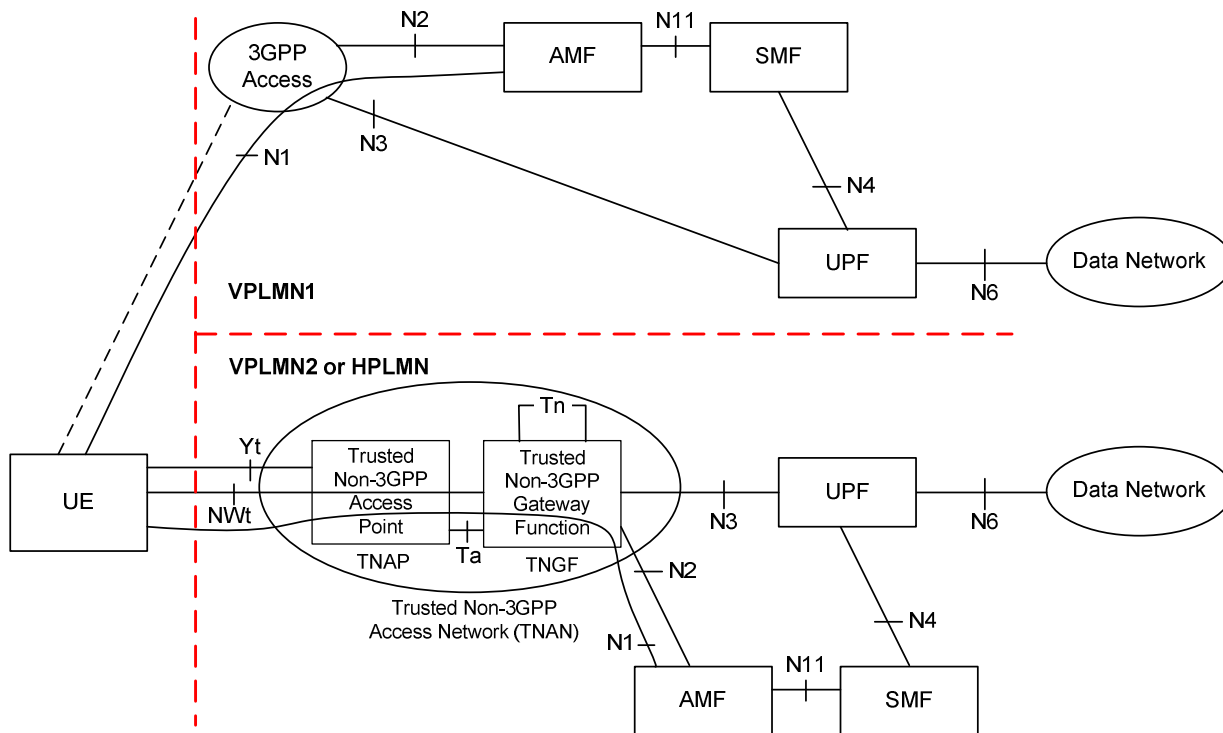 3GPP
Access
N2
AMF
N11
SMF
N1
N3
N4
UPF
N6
Data Network
VPLMN1
VPLMN2 or HPLMN
UE
Yt
NWt
Trusted
Non-3GPP
Access
Point
TNAP
Ta
Tn
Trusted
Non-3GPP
Gateway
Function
TNGF
Trusted Non-3GPP
Access Network (TNAN)
N3
UPF
N6
Data Network
N2
N1
N4
AMF
N11
SMF